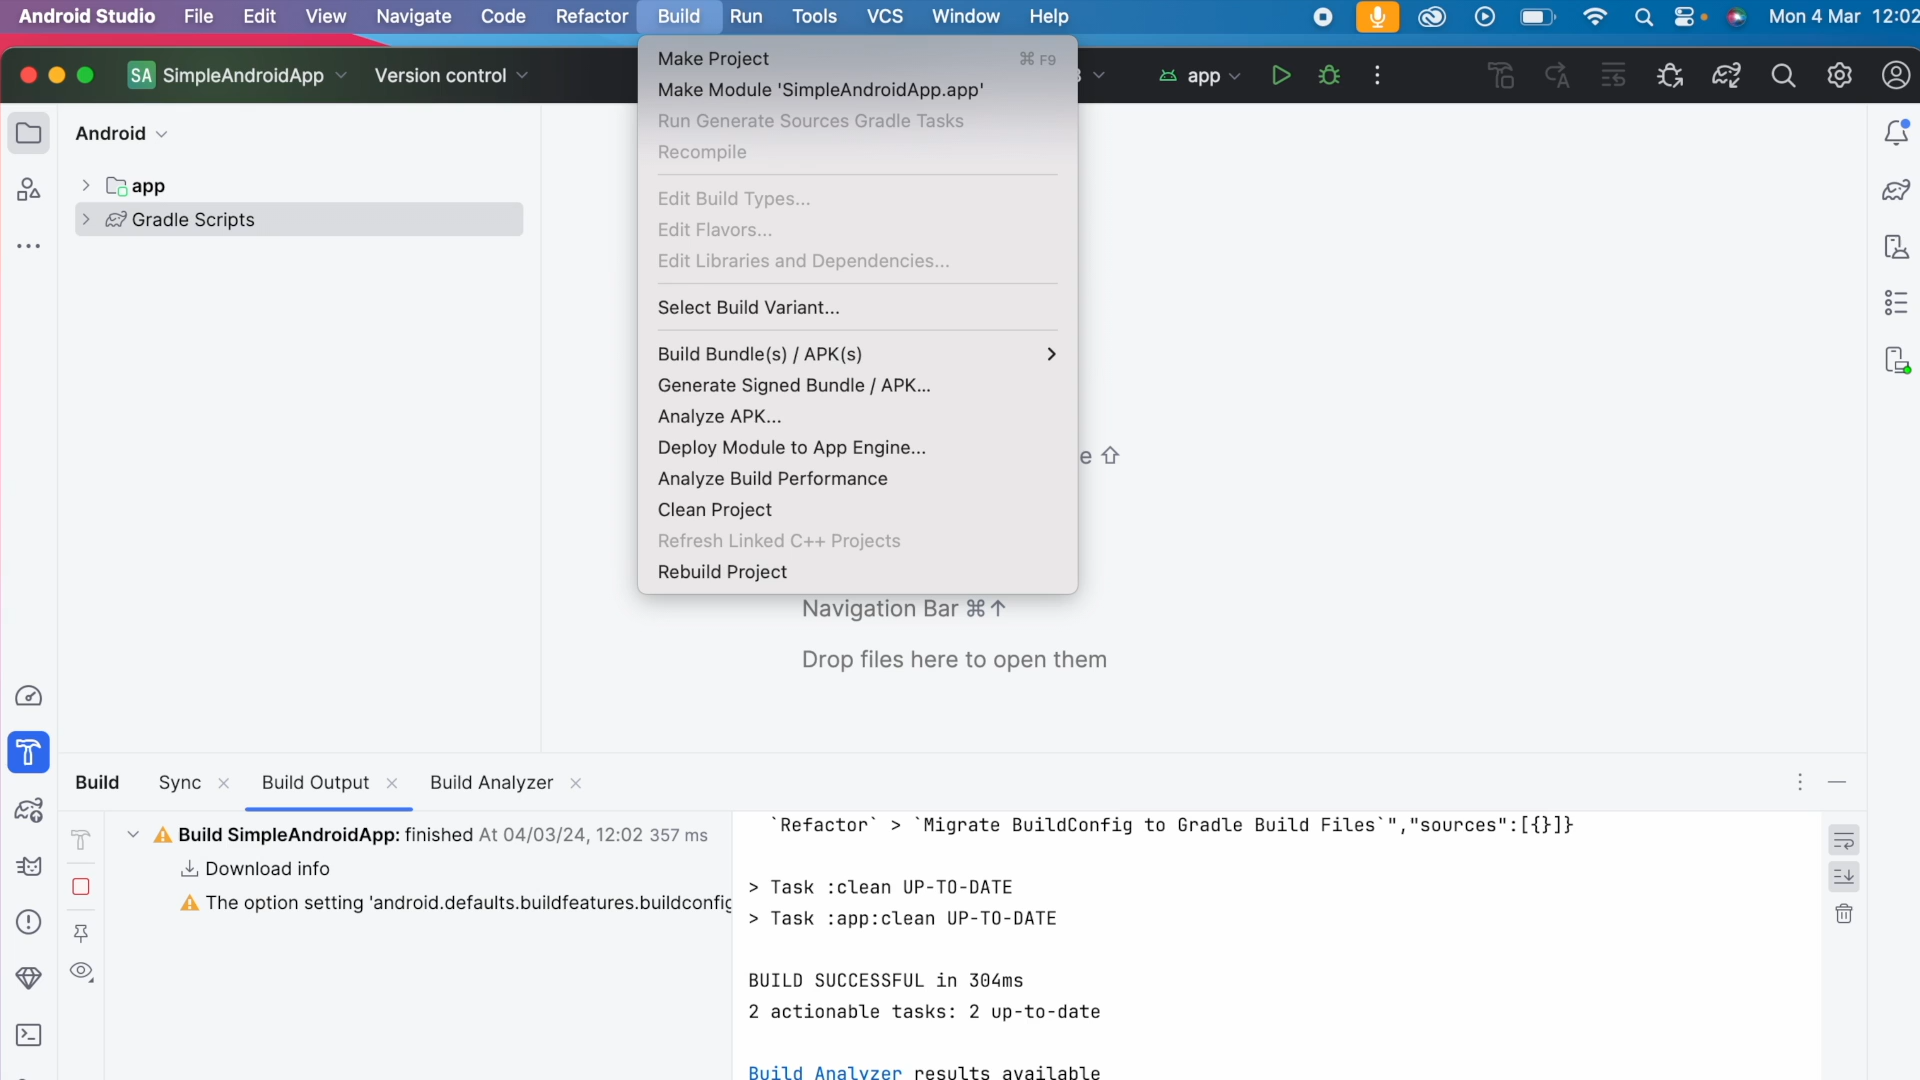 Android Studio File Edit View Navigate Code Refactor Build Run Tools VCS Window Help Mon 4 Mar 12:02
SA SimpleAndroidApp Version control app
Make Project ⌘ F9
Make Module 'SimpleAndroidApp.app'
Run Generate Sources Gradle Tasks
Recompile
Edit Build Types...
Edit Flavors...
Edit Libraries and Dependencies...
Select Build Variant...
Build Bundle(s) / APK(s)
Generate Signed Bundle / APK...
Analyze APK...
Deploy Module to App Engine...
Analyze Build Performance
Clean Project
Refresh Linked C++ Projects
Rebuild Project
Android
app
Gradle Scripts
e ⇧
Navigation Bar ⌘↑
Drop files here to open them
Build Sync Build Output Build Analyzer
Build SimpleAndroidApp: finished At 04/03/24, 12:02 357 ms
Download info
The option setting 'android.defaults.buildfeatures.buildconfig
`Refactor` > `Migrate BuildConfig to Gradle Build Files`","sources":[{}]}
> Task :clean UP-TO-DATE
> Task :app:clean UP-TO-DATE
BUILD SUCCESSFUL in 304ms
2 actionable tasks: 2 up-to-date
Build Analyzer results available